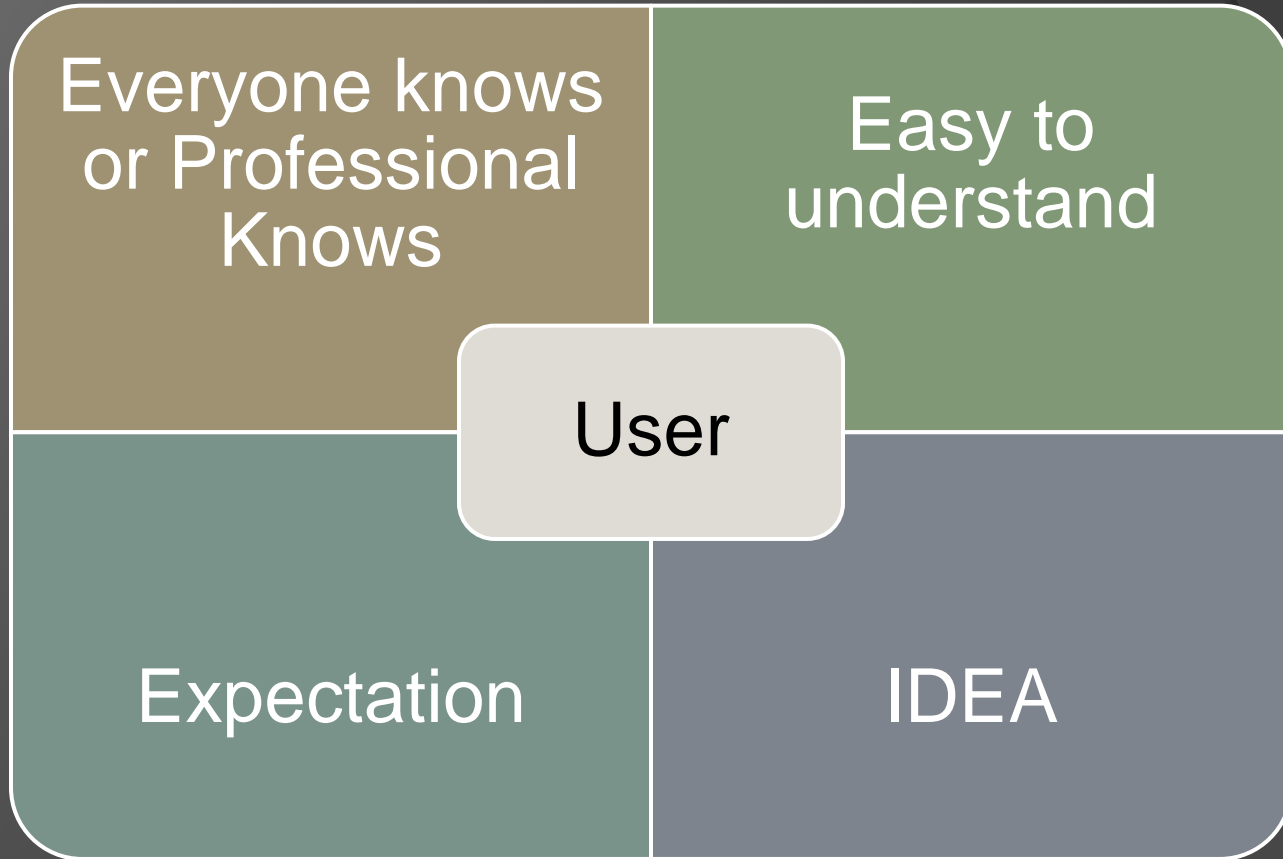 Everyone knows
or Professional
Knows
Easy to
understand
User
Expectation
IDEA